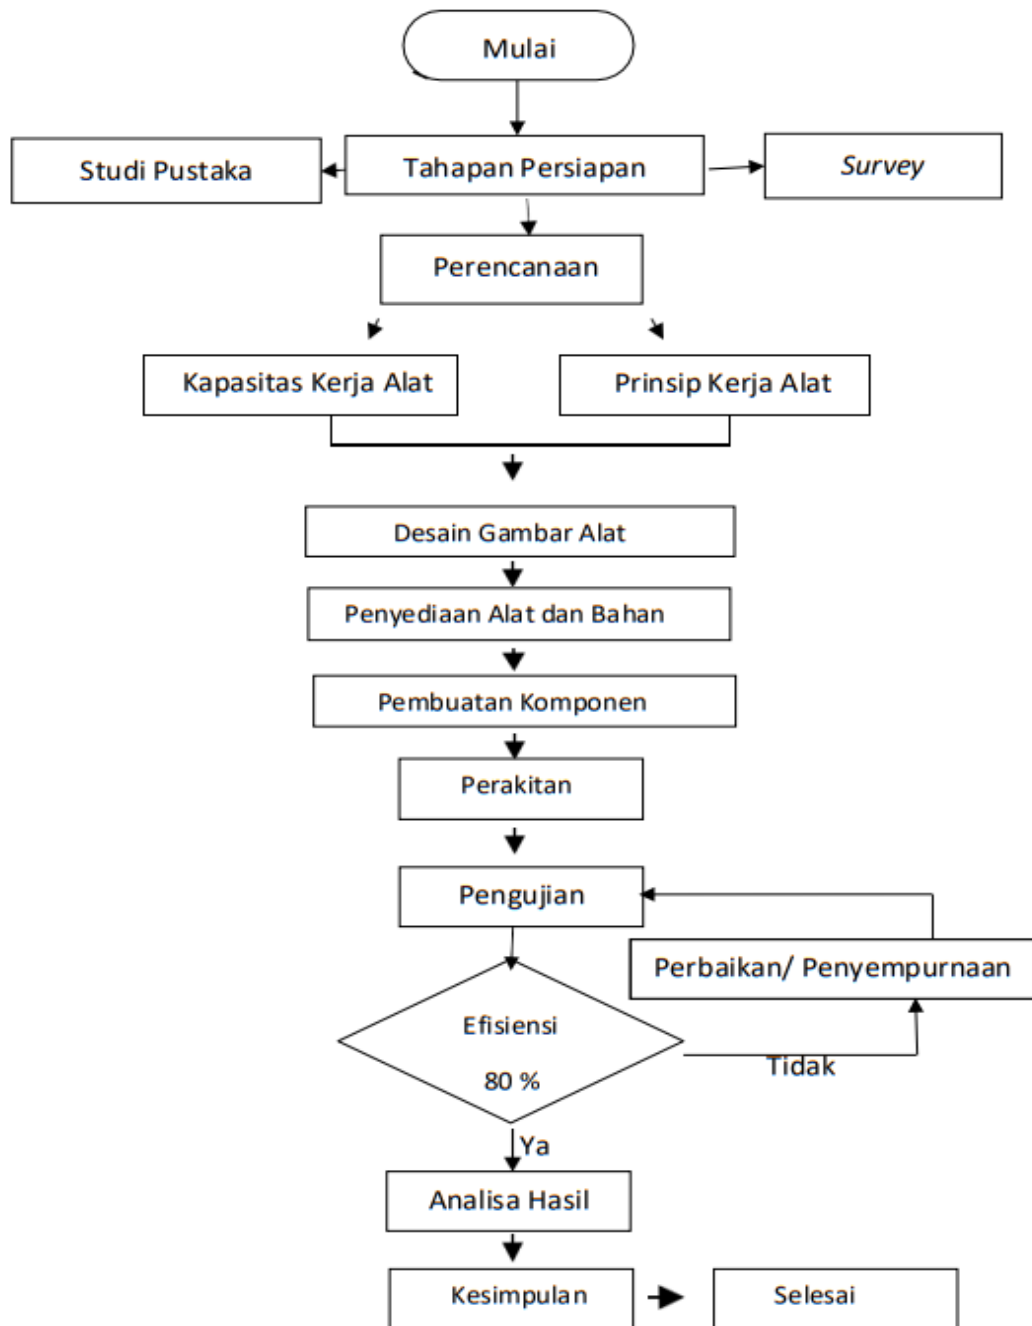 Mulai
Studi Pustaka
Tahapan Persiapan
Survey
Perencanaan
Kapasitas Kerja Alat
Prinsip Kerja Alat
Desain Gambar Alat
Penyediaan Alat dan Bahan
Pembuatan Komponen
Perakitan
Pengujian
Perbaikan/ Penyempurnaan
Efisiensi
80 %
Tidak
Ya
Analisa Hasil
Kesimpulan
Selesai